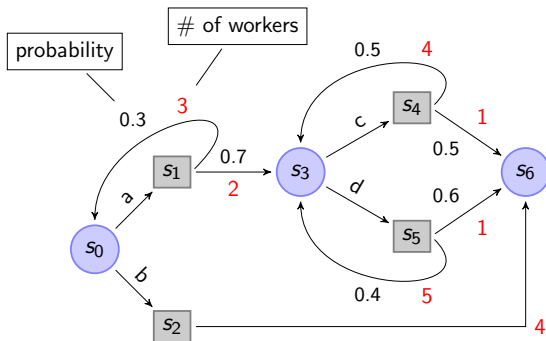 # of workers
probability
0.5 4
0.3 3
s4
c 1
s1 0.7
0.5
s3 s6
2
a d 0.6
s5 1
s0
b 0.4 5
s2 4